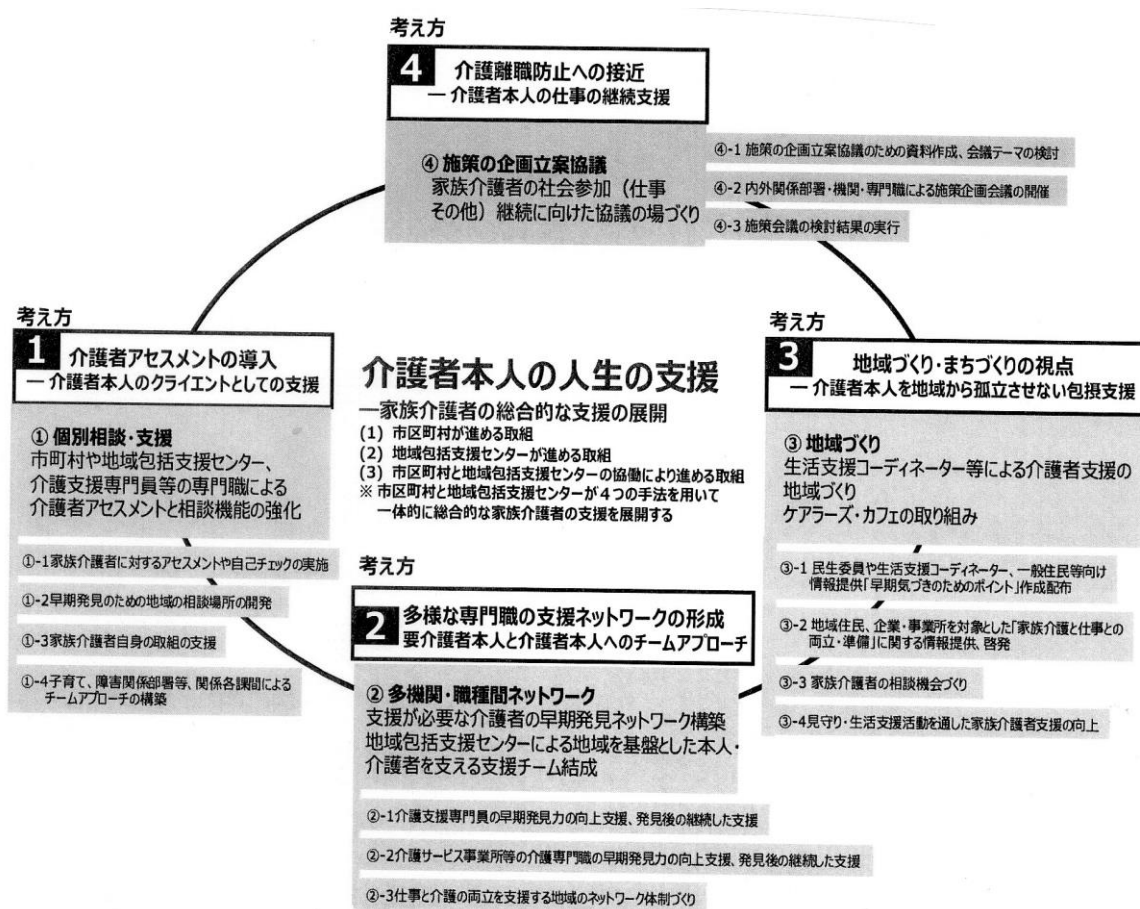 考え方
4 介護離職防止への接近
― 介護者本人の仕事の継続支援
④ 施策の企画立案協議
家族介護者の社会参加（仕事
その他）継続に向けた協議の場づくり
④-1 施策の企画立案協議のための資料作成、会議テーマの検討
④-2 内外関係部署・機関・専門職による施策企画会議の開催
④-3 施策会議の検討結果の実行
考え方
1 介護者アセスメントの導入
― 介護者本人のクライエントとしての支援
① 個別相談・支援
市町村や地域包括支援センター、
介護支援専門員等の専門職による
介護者アセスメントと相談機能の強化
①-1家族介護者に対するアセスメントや自己チェックの実施
①-2早期発見のための地域の相談場所の開発
①-3家族介護者自身の取組の支援
①-4子育て、障害関係部署等、関係各課間による
チームアプローチの構築
介護者本人の人生の支援
―家族介護者の総合的な支援の展開
(1) 市区町村が進める取組
(2) 地域包括支援センターが進める取組
(3) 市区町村と地域包括支援センターの協働により進める取組
※ 市区町村と地域包括支援センターが４つの手法を用いて
一体的に総合的な家族介護者の支援を展開する
考え方
2 多様な専門職の支援ネットワークの形成
要介護者本人と介護者本人へのチームアプローチ
② 多機関・職種間ネットワーク
支援が必要な介護者の早期発見ネットワーク構築
地域包括支援センターによる地域を基盤とした本人・
介護者を支える支援チーム結成
②-1介護支援専門員の早期発見力の向上支援、発見後の継続した支援
②-2介護サービス事業所等の介護専門職の早期発見力の向上支援、発見後の継続した支援
②-3仕事と介護の両立を支援する地域のネットワーク体制づくり
考え方
3 地域づくり・まちづくりの視点
― 介護者本人を地域から孤立させない包摂支援
③ 地域づくり
生活支援コーディネーター等による介護者支援の
地域づくり
ケアラーズ・カフェの取り組み
③-1 民生委員や生活支援コーディネーター、一般住民等向け
情報提供「早期気づきのためのポイント」作成配布
③-2 地域住民、企業・事業所を対象とした「家族介護と仕事との
両立・準備」に関する情報提供、啓発
③-3 家族介護者の相談機会づくり
③-4見守り・生活支援活動を通した家族介護者支援の向上